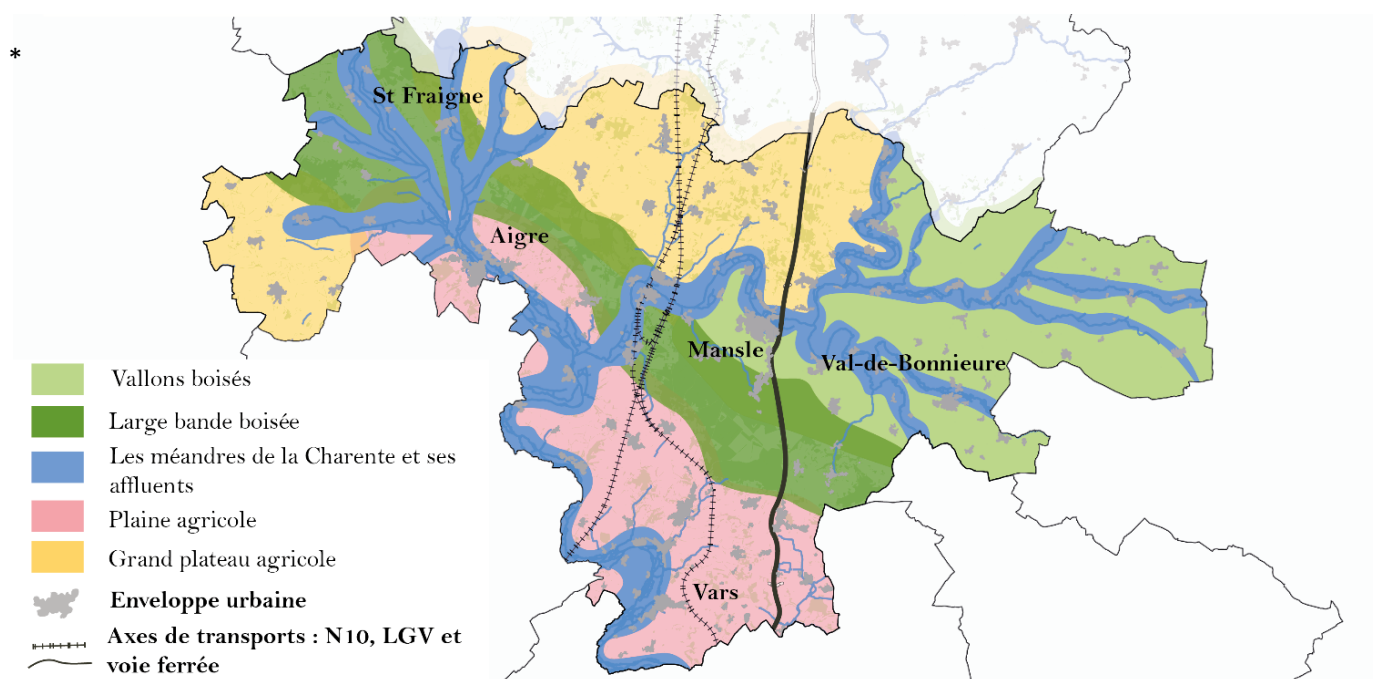 *
St Fraigne
Aigre
Mansle
Val-de-Bonnieure
Vars
Vallons boisés
Large bande boisée
Les méandres de la Charente et ses
affluents
Plaine agricole
Grand plateau agricole
Enveloppe urbaine
Axes de transports : N10, LGV et
voie ferrée